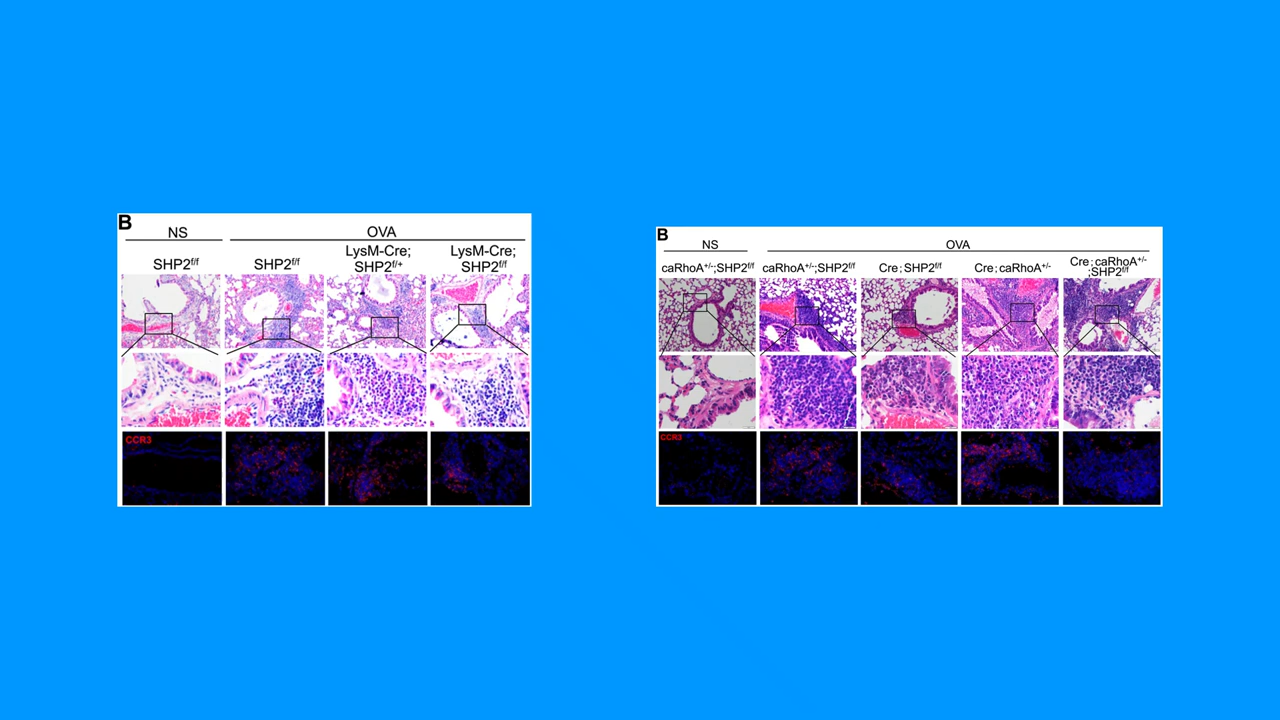 B
NS
OVA
SHP2f/f
SHP2f/f
LysM-Cre;
SHP2f/+
LysM-Cre;
SHP2f/f
CCR3
B
NS
OVA
caRhoA+/-;SHP2f/f
caRhoA+/-;SHP2f/f
Cre;SHP2f/f
Cre;caRhoA+/-
Cre;caRhoA+/-
;SHP2f/f
CCR3